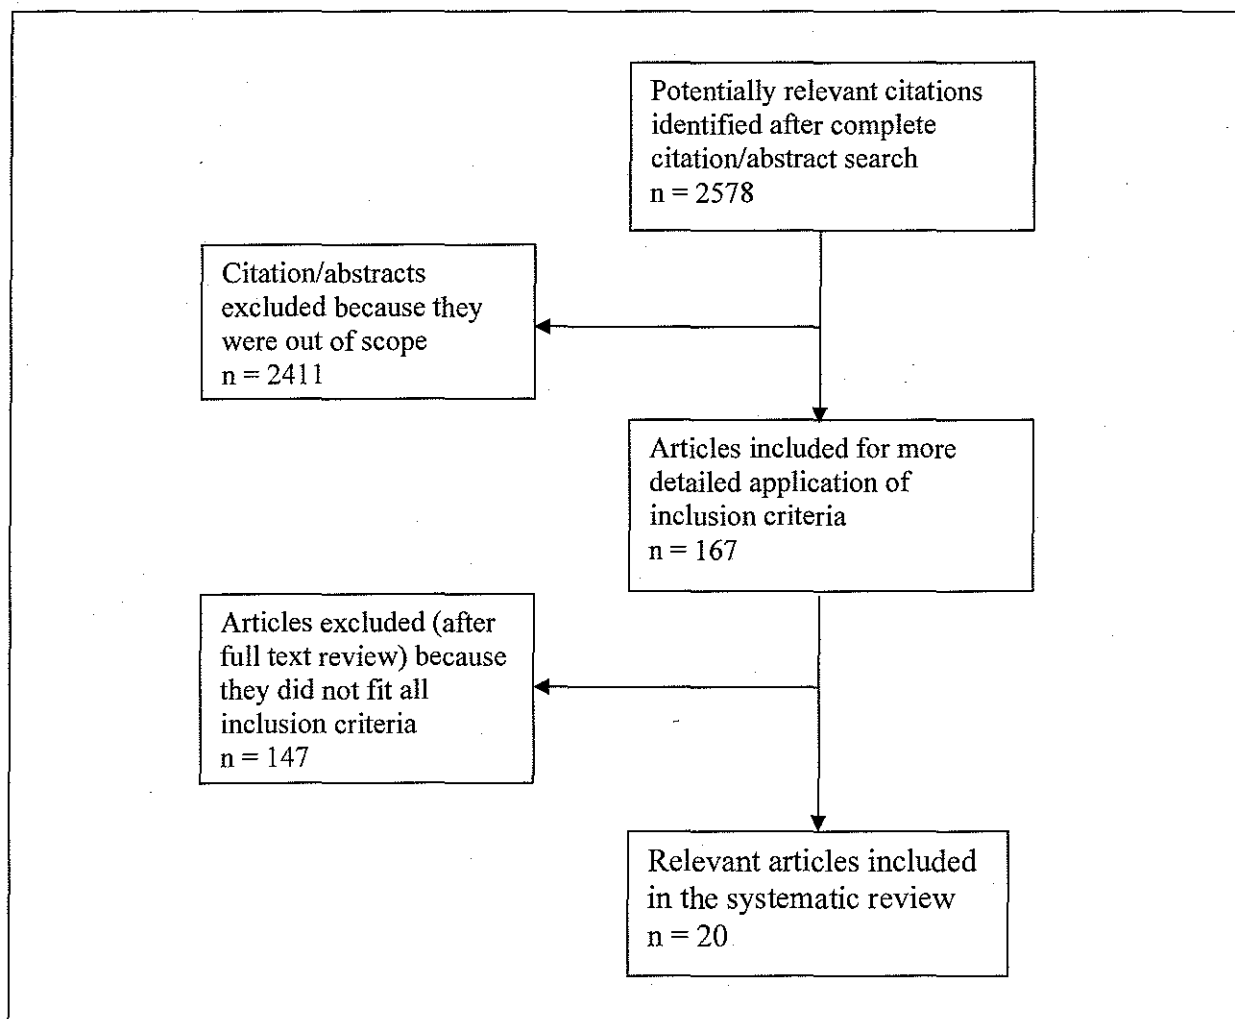 Potentially relevant citations
identified after complete
citation/abstract search
n = 2578
Citation/abstracts
excluded because they
were out of scope
n = 2411
Articles included for more
detailed application of
inclusion criteria
n = 167
Articles excluded (after
full text review) because
they did not fit all
inclusion criteria
n = 147
Relevant articles included
in the systematic review
n = 20